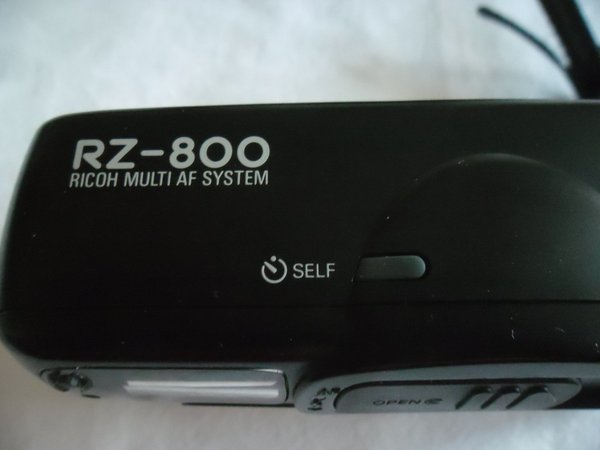 RZ-800
RICOH MULTI AF SYSTEM
SELF
OPEN